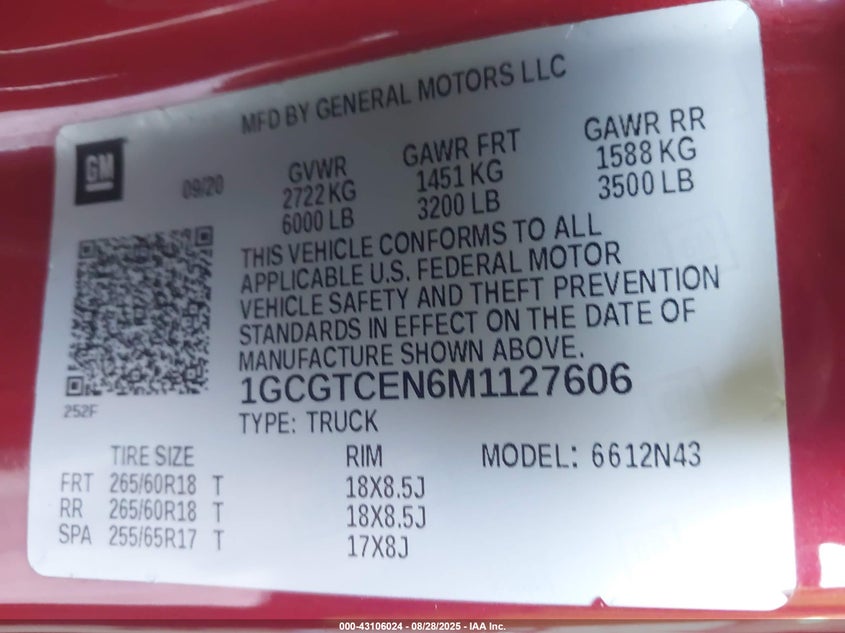 MFD BY GENERAL MOTORS LLC
GM
09/20
GVWR
2722 KG
6000 LB
GAWR FRT
1451 KG
3200 LB
GAWR RR
1588 KG
3500 LB
THIS VEHICLE CONFORMS TO ALL
APPLICABLE U.S. FEDERAL MOTOR
VEHICLE SAFETY AND THEFT PREVENTION
STANDARDS IN EFFECT ON THE DATE OF
MANUFACTURE SHOWN ABOVE.
252F
1GCGTCEN6M1127606
TYPE: TRUCK
TIRE SIZE RIM MODEL: 6612N43
FRT 265/60R18 T 18X8.5J
RR 265/60R18 T 18X8.5J
SPA 255/65R17 T 17X8J
000-43106024 - 08/28/2025 - IAA Inc.